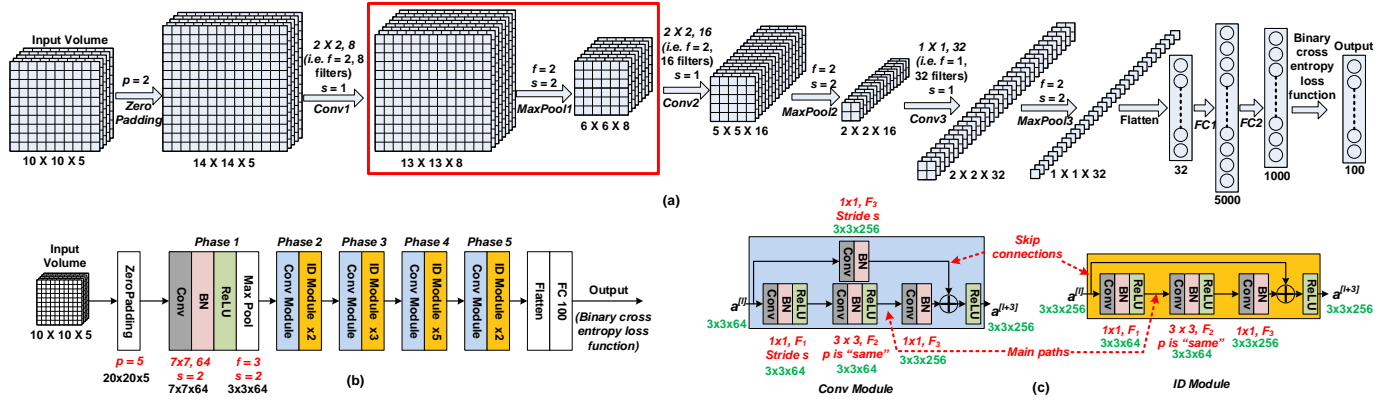 Input Volume
10 X 10 X 5
p = 2
Zero
Padding
14 X 14 X 5
2 X 2, 8
(i.e. f = 2, 8
filters)
s = 1
Conv1
13 X 13 X 8
f = 2
s = 2
MaxPool1
6 X 6 X 8
2 X 2, 16
(i.e. f = 2,
16 filters)
s = 1
Conv2
5 X 5 X 16
f = 2
s = 2
MaxPool2
2 X 2 X 16
1 X 1, 32
(i.e. f = 1,
32 filters)
s = 1
Conv3
2 X 2 X 32
f = 2
s = 2
MaxPool3
1 X 1 X 32
Flatten
32
FC1
5000
FC2
1000
Binary
cross
entropy
loss
function
Output
100
(a)
Input
Volume
10 X 10 X 5
ZeroPadding
p = 5
20x20x5
Phase 1
Conv
BN
ReLU
Max Pool
7x7, 64
s = 2
7x7x64
f = 3
s = 2
3x3x64
Phase 2
Conv Module
ID Module x2
Phase 3
Conv Module
ID Module x3
Phase 4
Conv Module
ID Module x5
Phase 5
Conv Module
ID Module x2
Flatten
FC 100
Output
(Binary cross
entropy loss
function)
(b)
1x1, F3
Stride s
3x3x256
Conv
BN
Skip
connections
a[l]
3x3x64
Conv
BN
ReLU
Conv
BN
ReLU
Conv
BN
ReLU
a[l+3]
3x3x256
1x1, F1
Stride s
3x3x64
3 x 3, F2
p is "same"
3x3x64
1x1, F3
3x3x256
Main paths
Conv Module
(c)
a[l]
3x3x256
Conv
BN
ReLU
Conv
BN
ReLU
Conv
BN
ReLU
a[l+3]
3x3x256
1x1, F1
3x3x64
3 x 3, F2
p is "same"
3x3x64
1x1, F3
3x3x256
ID Module